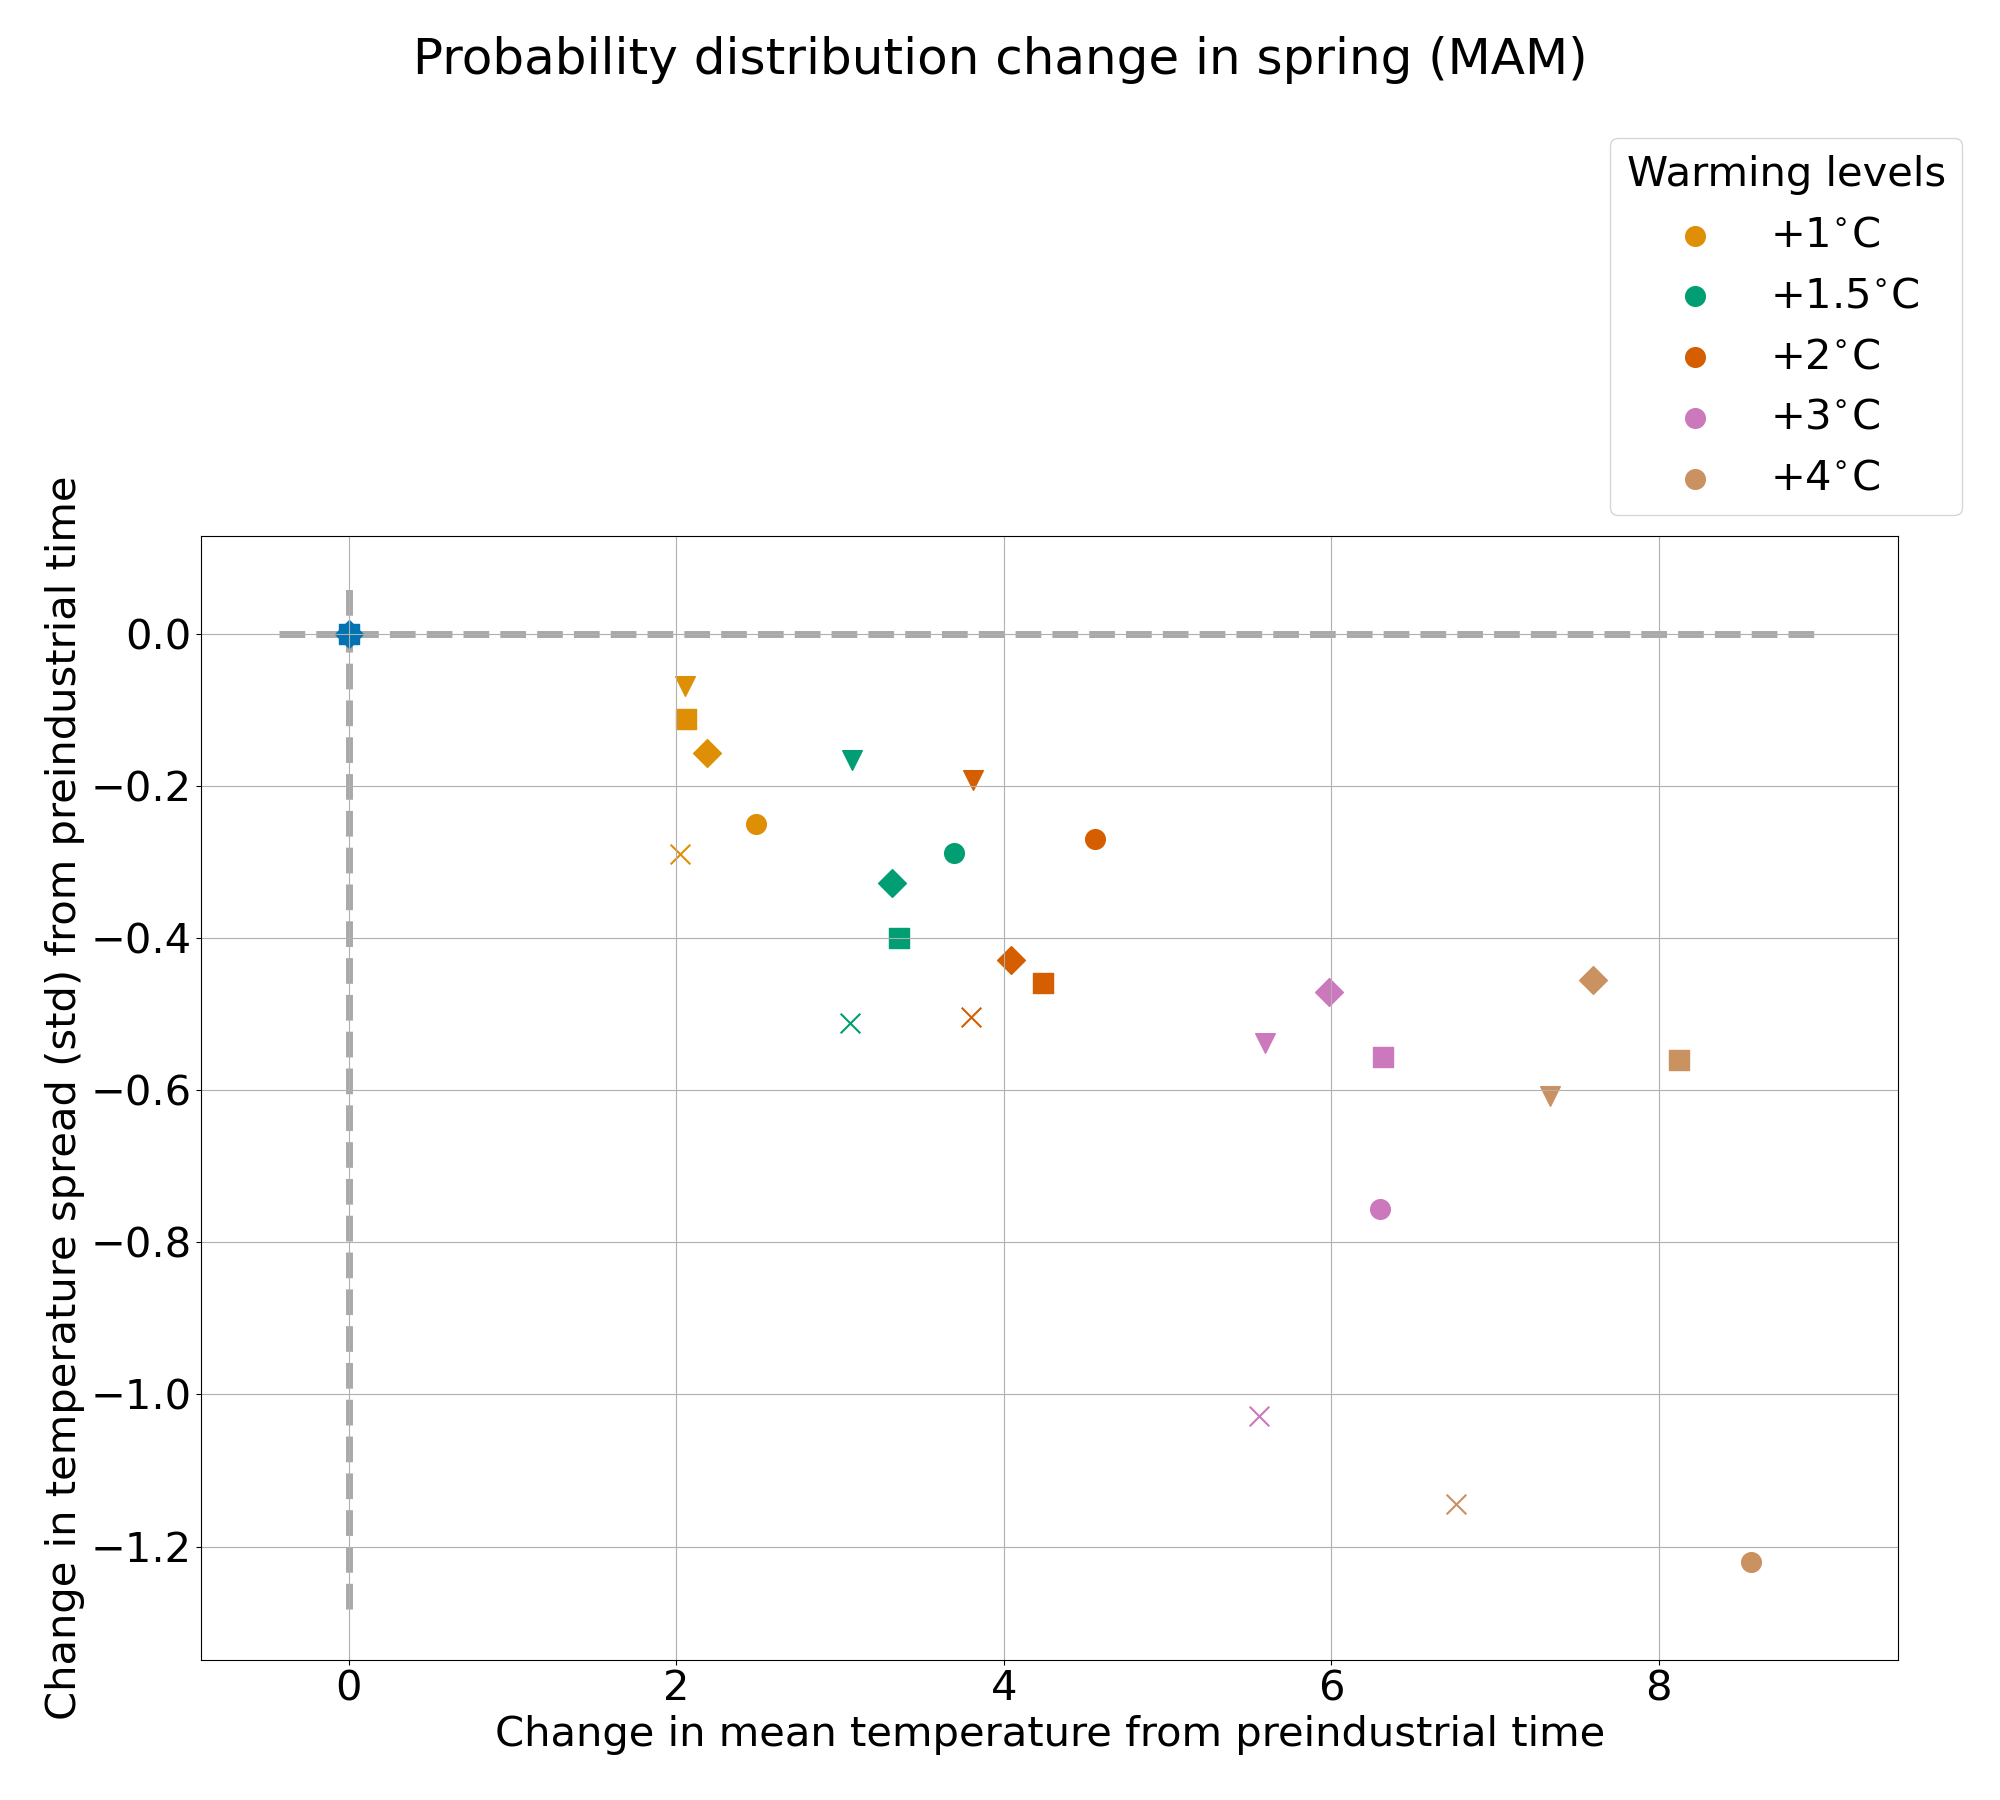 Probability distribution change in spring (MAM)
Warming levels
+1°C
+1.5°C
+2°C
+3°C
+4°C
Change in temperature spread (std) from preindustrial time
0.0
−0.2
−0.4
−0.6
−0.8
−1.0
−1.2
0 2 4 6 8
Change in mean temperature from preindustrial time